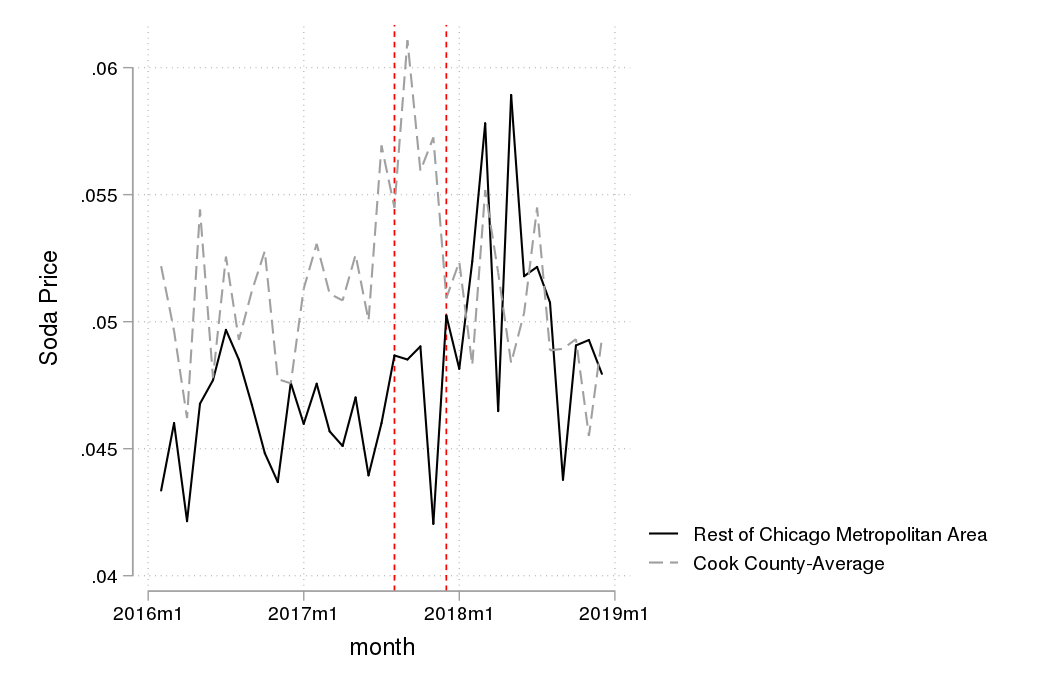 .06
.055
.05
.045
.04
Soda Price
2016m1
2017m1
2018m1
2019m1
month
Rest of Chicago Metropolitan Area
Cook County-Average